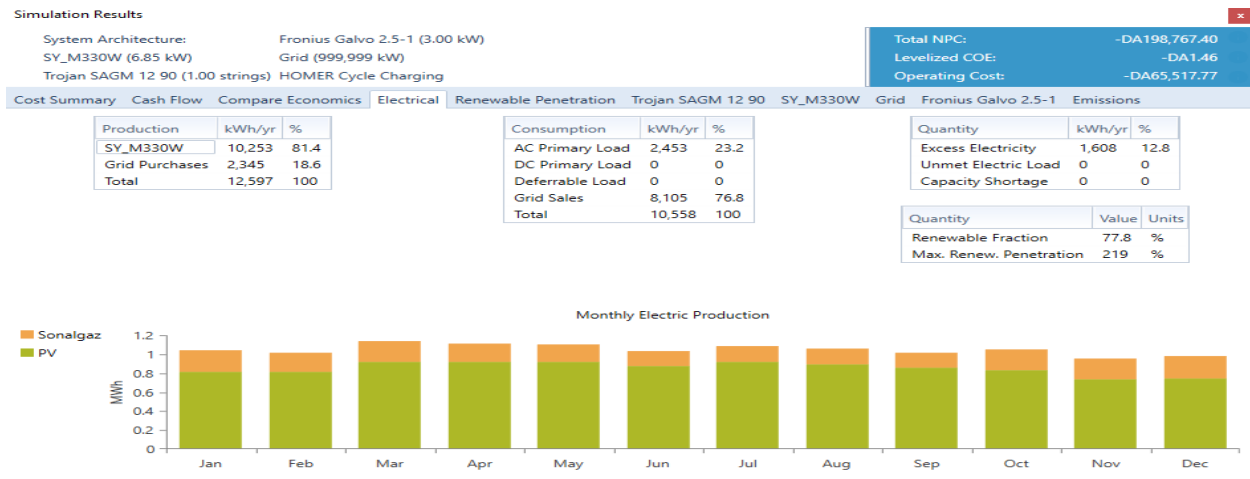 Simulation Results
x
System Architecture: Fronius Galvo 2.5-1 (3.00 kW)
SY_M330W (6.85 kW) Grid (999,999 kW)
Trojan SAGM 12 90 (1.00 strings) HOMER Cycle Charging
Total NPC: -DA198,767.40
Levelized COE: -DA1.46
Operating Cost: -DA65,517.77
Cost Summary Cash Flow Compare Economics Electrical Renewable Penetration Trojan SAGM 12 90 SY_M330W Grid Fronius Galvo 2.5-1 Emissions
Production kWh/yr %
SY_M330W 10,253 81.4
Grid Purchases 2,345 18.6
Total 12,597 100
Consumption kWh/yr %
AC Primary Load 2,453 23.2
DC Primary Load 0 0
Deferrable Load 0 0
Grid Sales 8,105 76.8
Total 10,558 100
Quantity kWh/yr %
Excess Electricity 1,608 12.8
Unmet Electric Load 0 0
Capacity Shortage 0 0
Quantity Value Units
Renewable Fraction 77.8 %
Max. Renew. Penetration 219 %
Monthly Electric Production
Sonalgaz
PV
MWh
1.2
1
0.8
0.6
0.4
0.2
0
Jan Feb Mar Apr May Jun Jul Aug Sep Oct Nov Dec